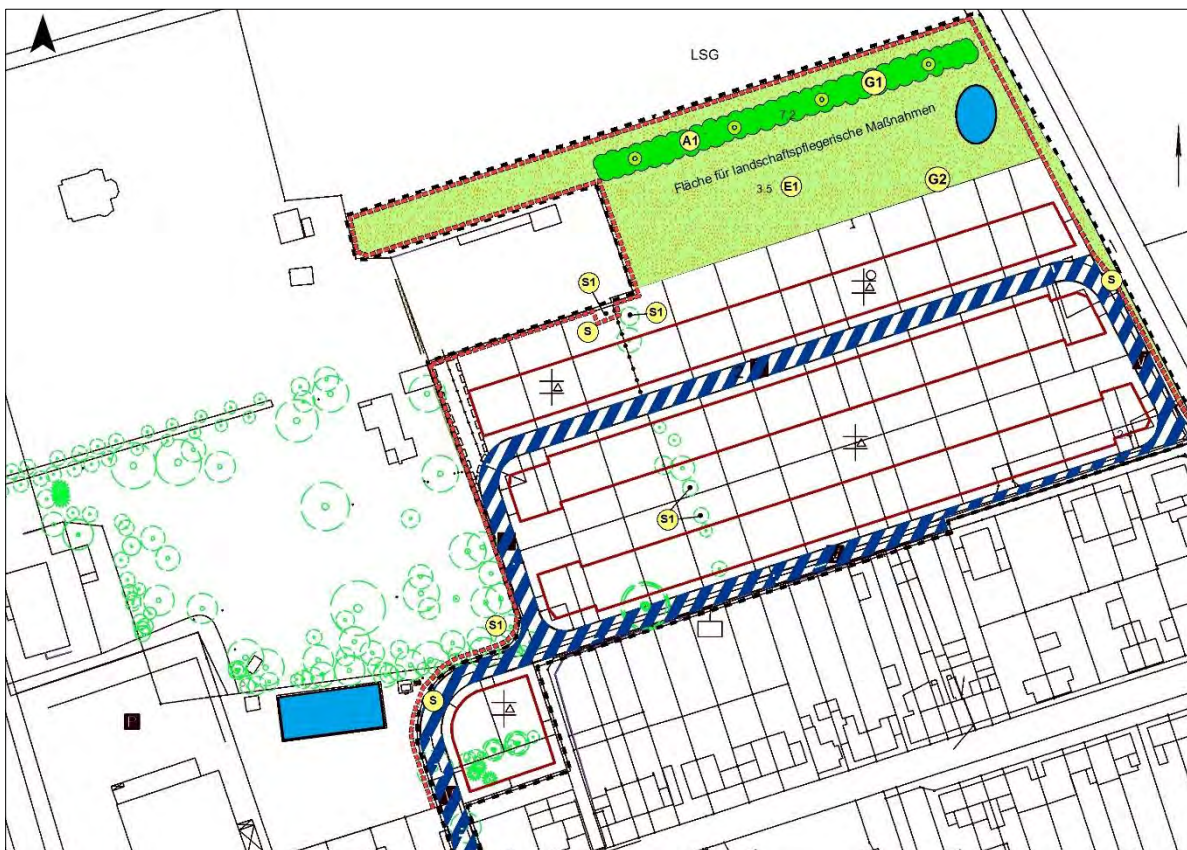 LSG
G1
7.2
A1
Fläche für landschaftspflegerische Maßnahmen
3.5
E1
G2
S1
S1
S
S
S1
S1
S
P